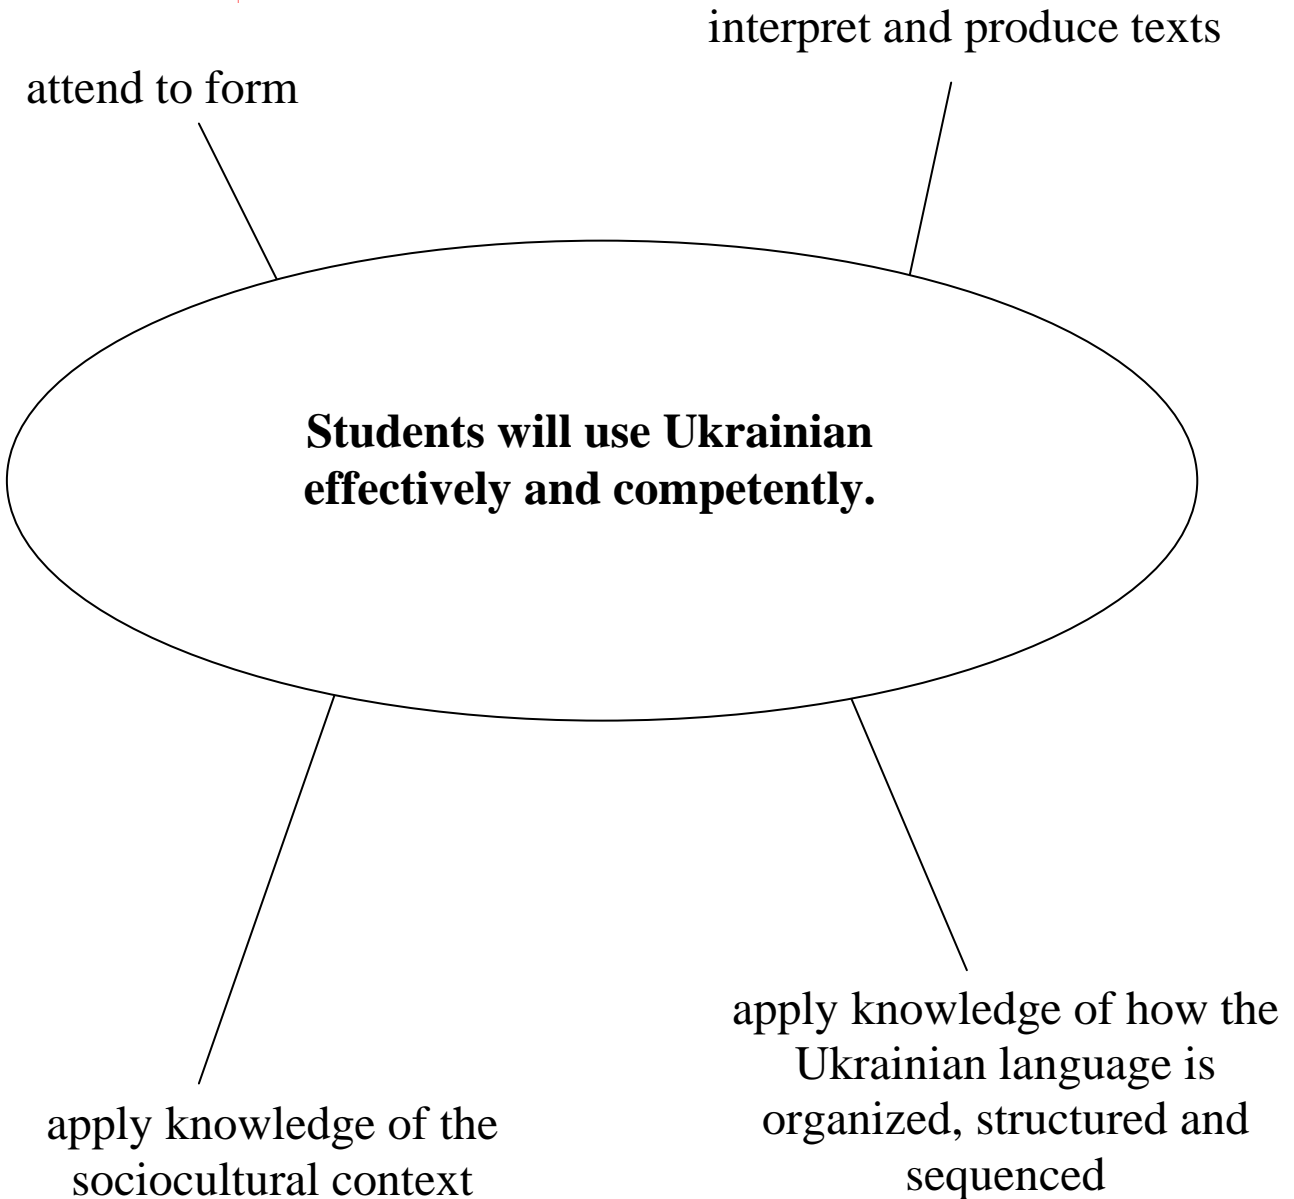 interpret and produce texts
attend to form
Students will use Ukrainian
effectively and competently.
apply knowledge of how the
Ukrainian language is
organized, structured and
sequenced
apply knowledge of the
sociocultural context